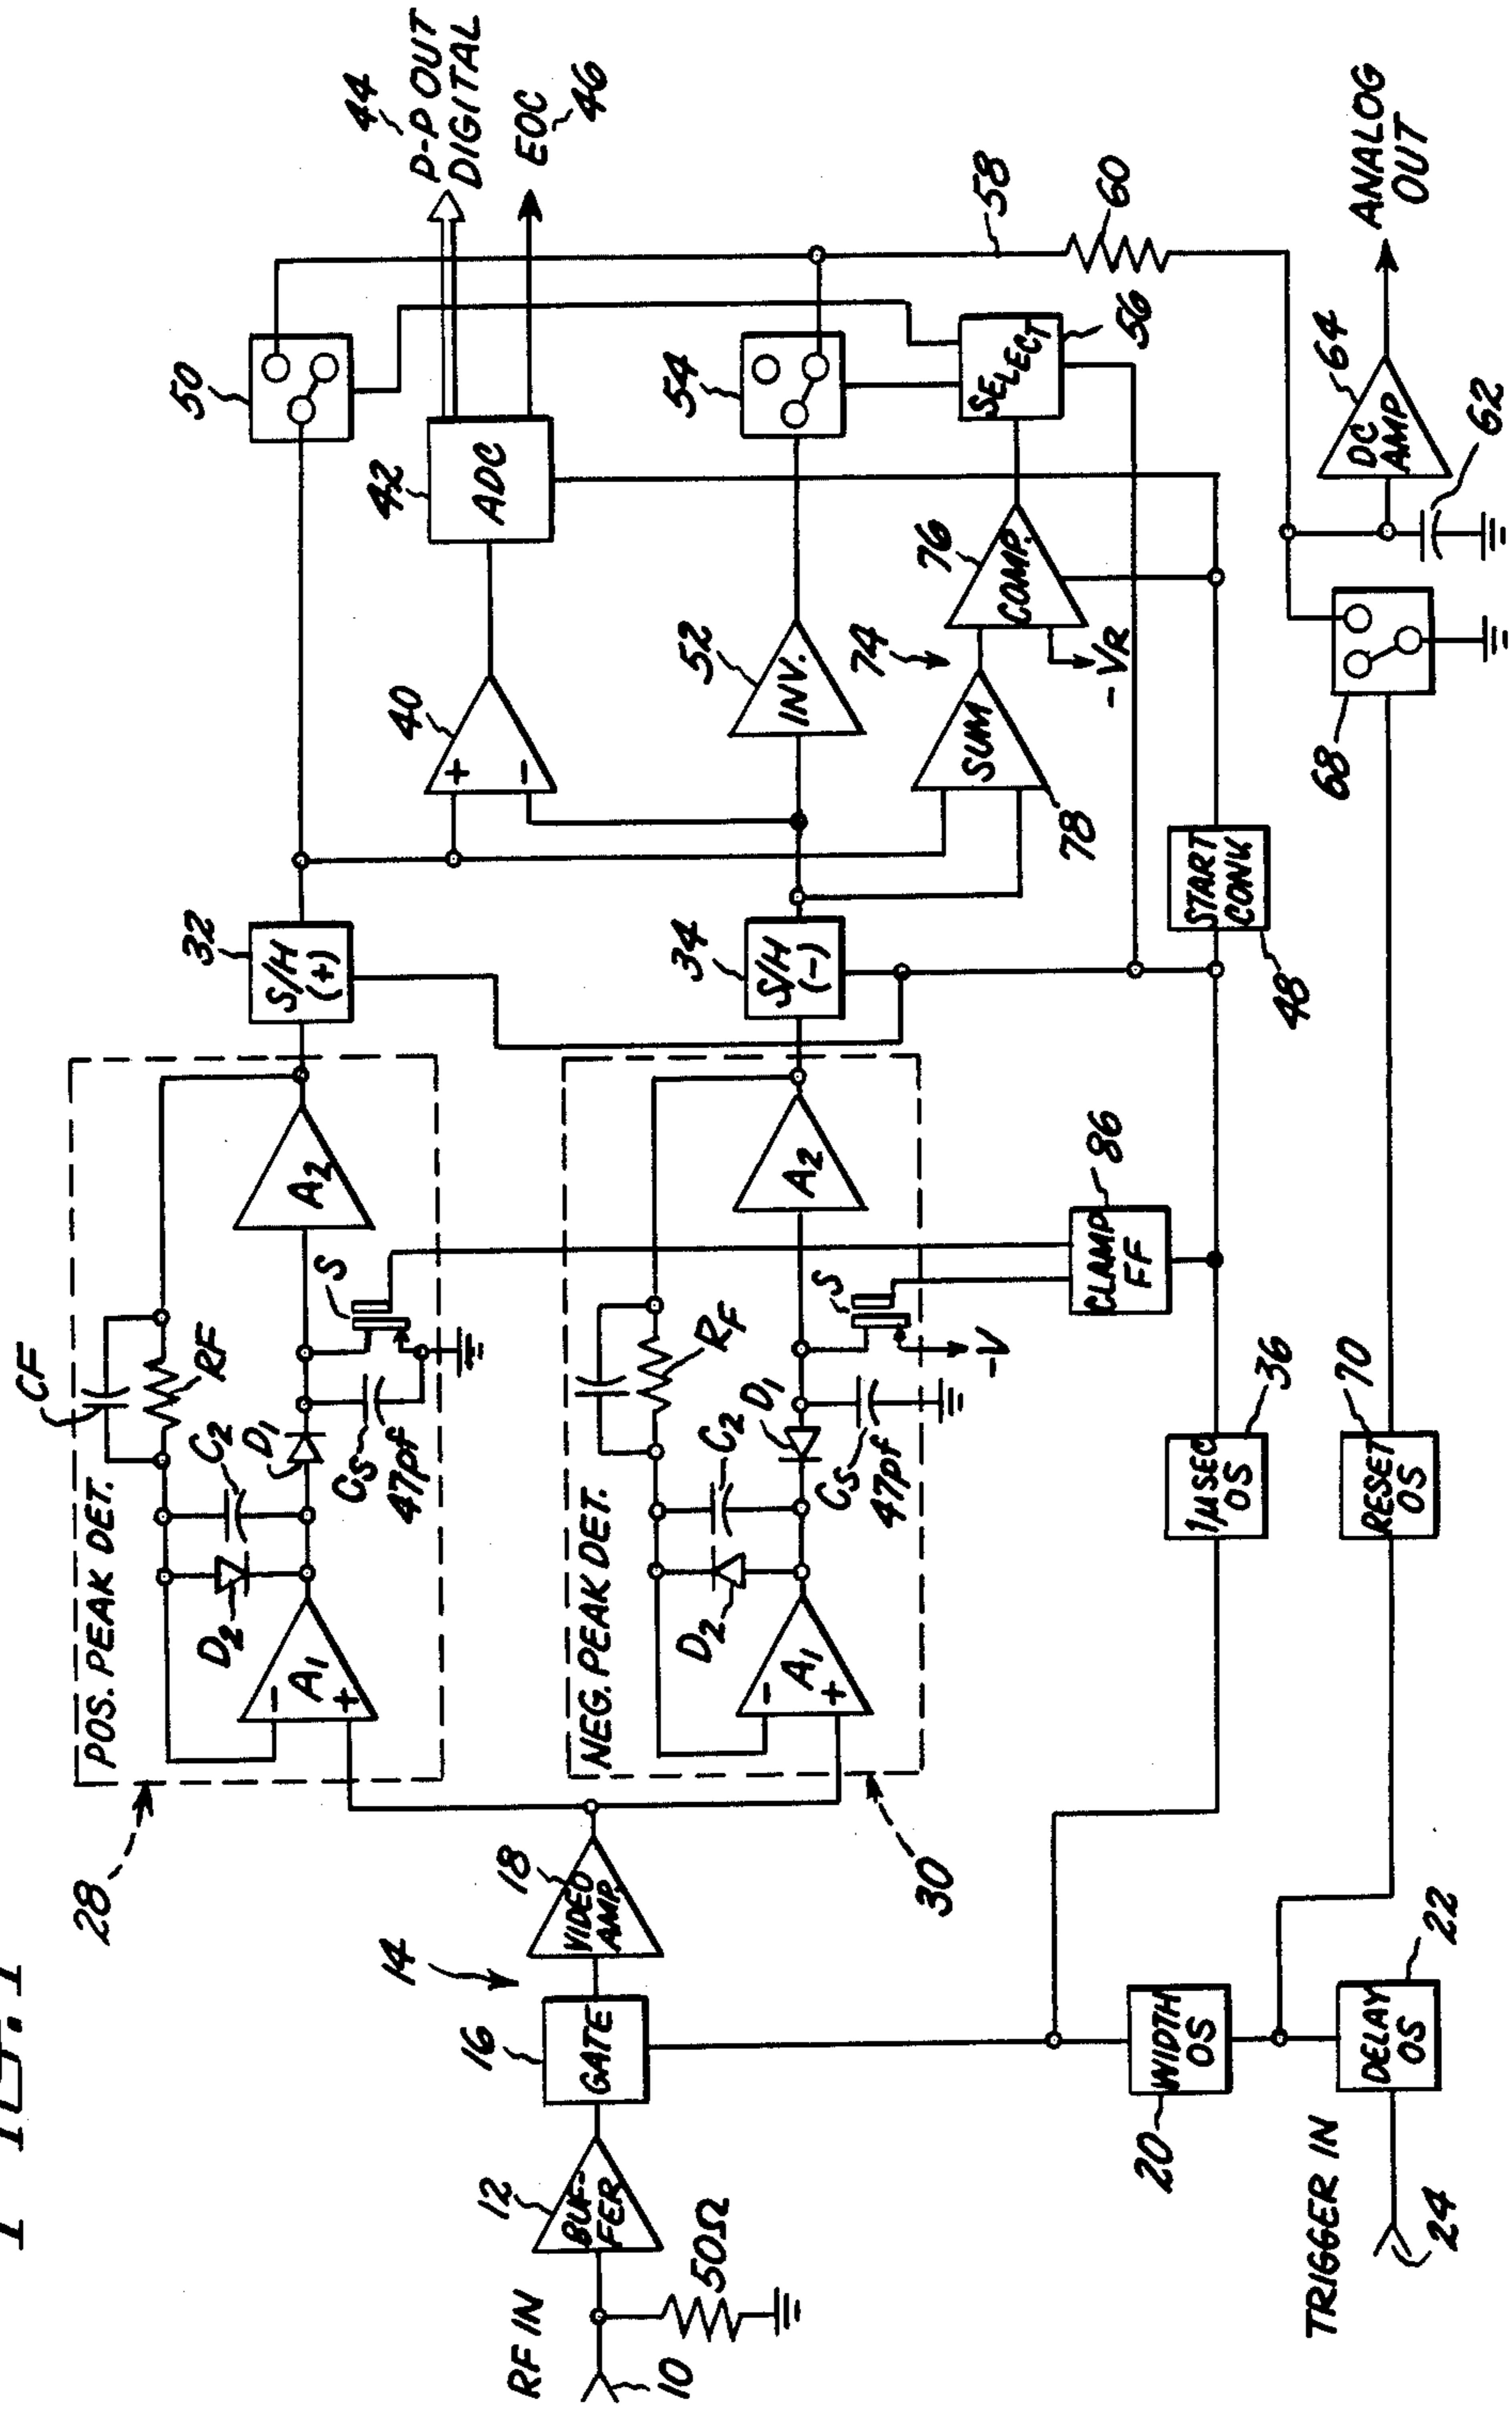 FIG. 1
28
POS. PEAK DET.
CF
RF
C2
D2
D1
A1
-
+
CS
47pf
S
A2
32
S/H
(+)
50
44
P-P OUT
DIGITAL
42
ADC
EOC
46
40
+
-
RF IN
10
50Ω
12
BUF-
FER
14
16
GATE
18
VIDEO
AMP.
30
NEG. PEAK DET.
RF
C2
D2
D1
A1
-
+
CS
47pf
S
-V
A2
34
S/H
(-)
52
INV.
54
58
60
74
76
SUM
78
COMP.
-VR
SELECT
56
CLAMP
FF
86
1μSEC
OS
36
START
CONV
48
TRIGGER IN
24
20
WIDTH
OS
DELAY
OS
22
RESET
OS
70
68
DC
AMP
64
62
ANALOG
OUT